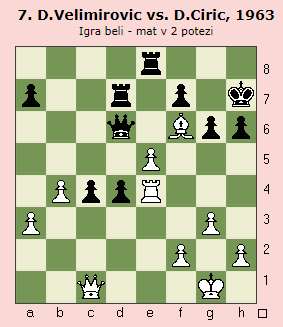 7. D.Velimirovic vs. D.Ciric, 1963
Igra beli - mat v 2 potezi
8
7
6
5
4
3
2
1
a b c d e f g h